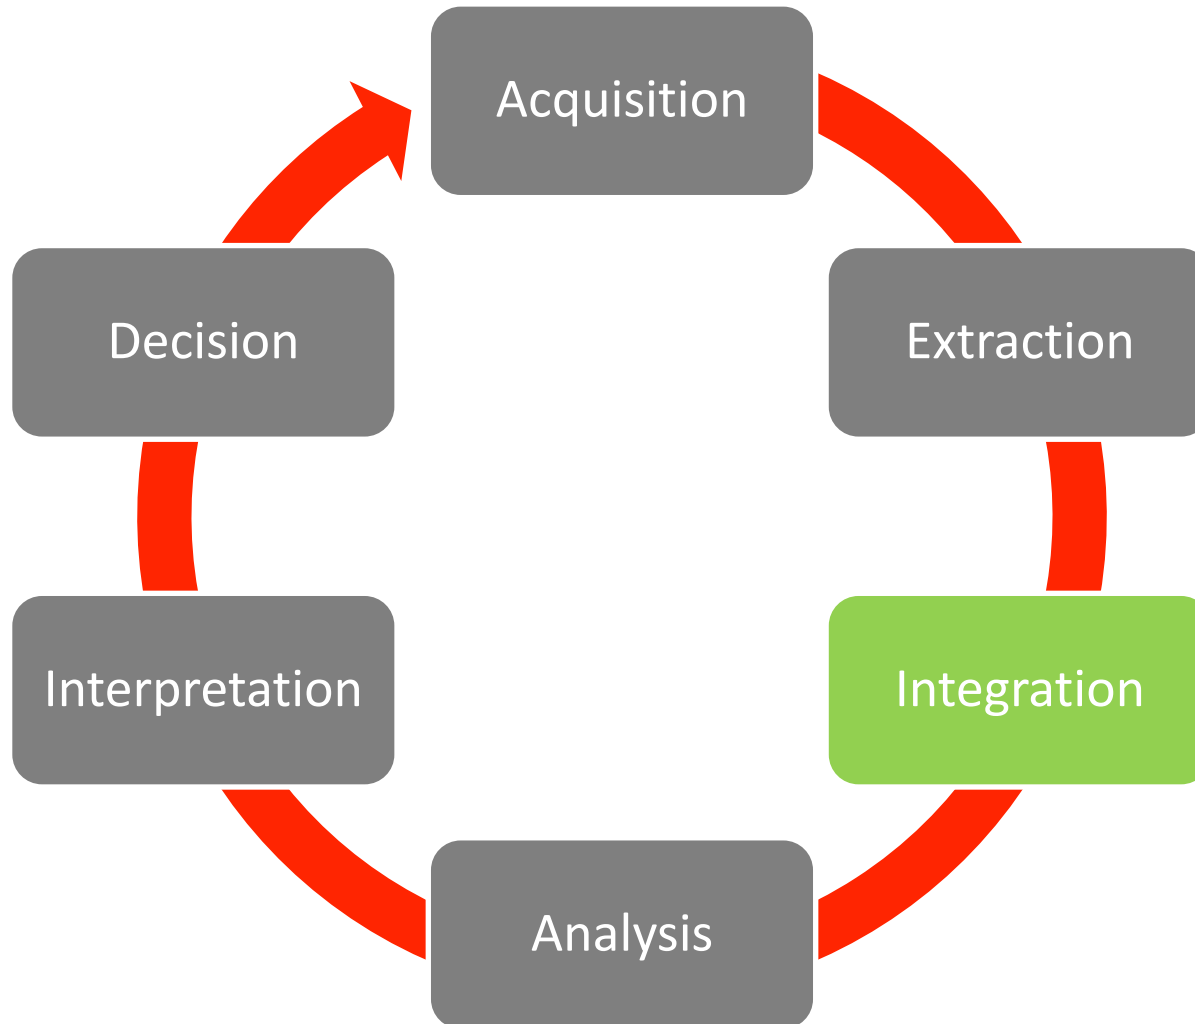 Acquisition
Extraction
Integration
Analysis
Interpretation
Decision